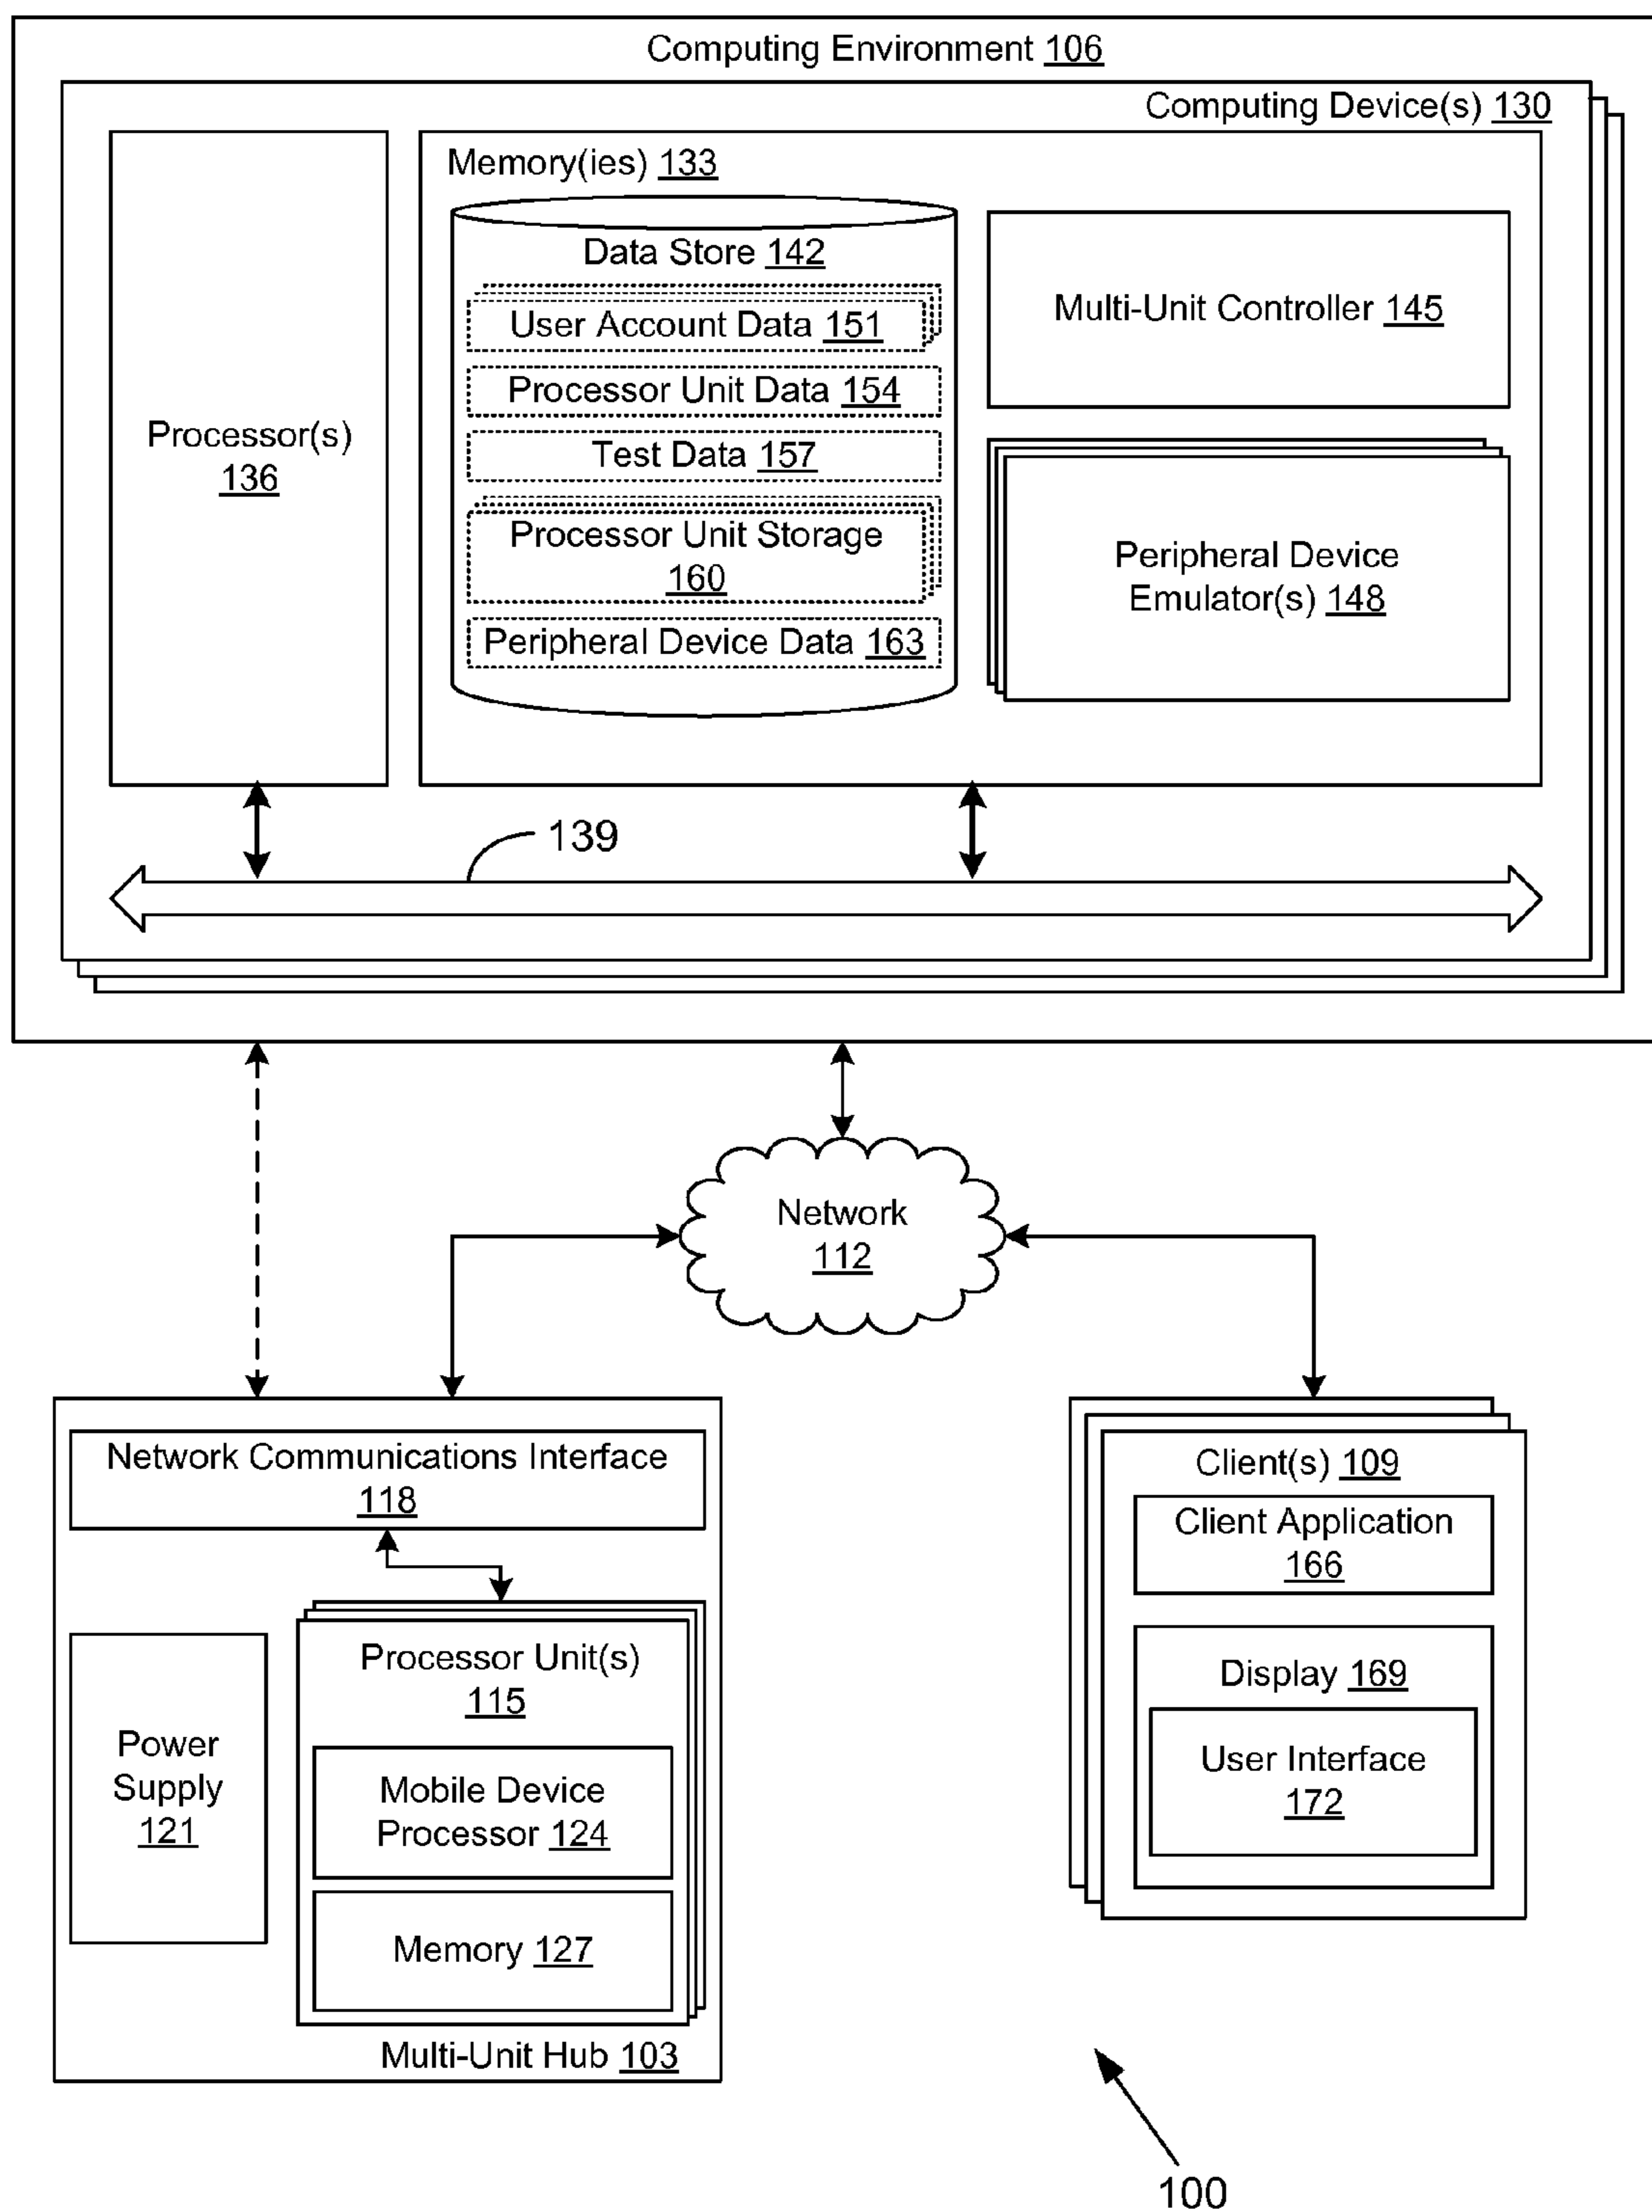 Computing Environment 106
Computing Device(s) 130
Processor(s)
136
Memory(ies) 133
Data Store 142
User Account Data 151
Processor Unit Data 154
Test Data 157
Processor Unit Storage
160
Peripheral Device Data 163
Multi-Unit Controller 145
Peripheral Device
Emulator(s) 148
139
Network
112
Network Communications Interface
118
Power
Supply
121
Processor Unit(s)
115
Mobile Device
Processor 124
Memory 127
Multi-Unit Hub 103
Client(s) 109
Client Application
166
Display 169
User Interface
172
100